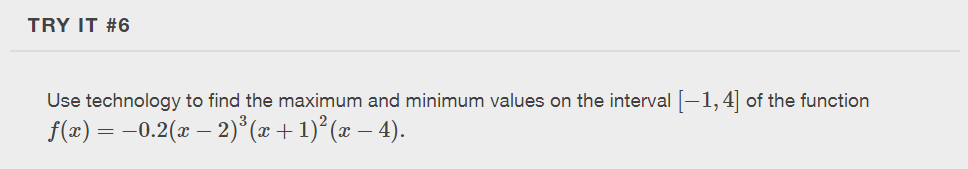 TRY IT #6
Use technology to find the maximum and minimum values on the interval [−1, 4] of the function
f(x) = −0.2(x − 2)³(x + 1)²(x − 4).